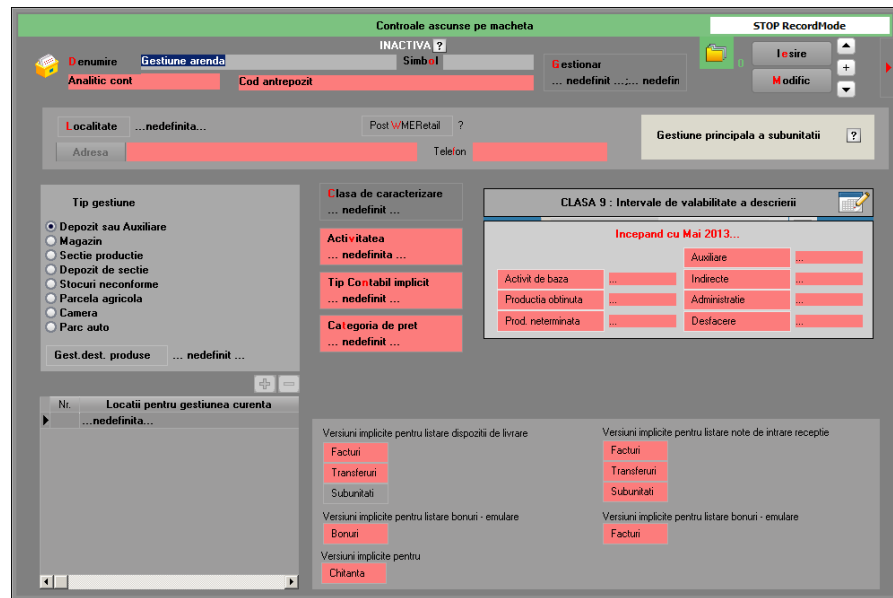 Controale ascunse pe macheta
STOP RecordMode
INACTIVA ?
Denumire Gestiune arenda Simbol
Analitic cont Cod antrepozit
Gestionar
... nedefinit ...;... nedefin
0
Iesire
+
Modific
Localitate ...nedefinita... Post WMERetail ?
Adresa Telefon
Gestiune principala a subunitatii ?
Tip gestiune
Depozit sau Auxiliare
Magazin
Sectie productie
Depozit de sectie
Stocuri neconforme
Parcela agricola
Camera
Parc auto
Gest.dest. produse ... nedefinit ...
Clasa de caracterizare
... nedefinit ...
Activitatea
... nedefinita ...
Tip Contabil implicit
... nedefinit ...
Categoria de pret
... nedefinit ...
CLASA 9 : Intervale de valabilitate a descrierii
Incepand cu Mai 2013...
Auxiliare ...
Activit de baza ... Indirecte ...
Productia obtinuta ... Administratie ...
Prod. neterminata ... Desfacere ...
Nr. Locatii pentru gestiunea curenta
...nedefinita...
Versiuni implicite pentru listare dispozitii de livrare
Facturi
Transferuri
Subunitati
Versiuni implicite pentru listare bonuri - emulare
Bonuri
Versiuni implicite pentru
Chitanta
Versiuni implicite pentru listare note de intrare receptie
Facturi
Transferuri
Subunitati
Versiuni implicite pentru listare bonuri - emulare
Facturi